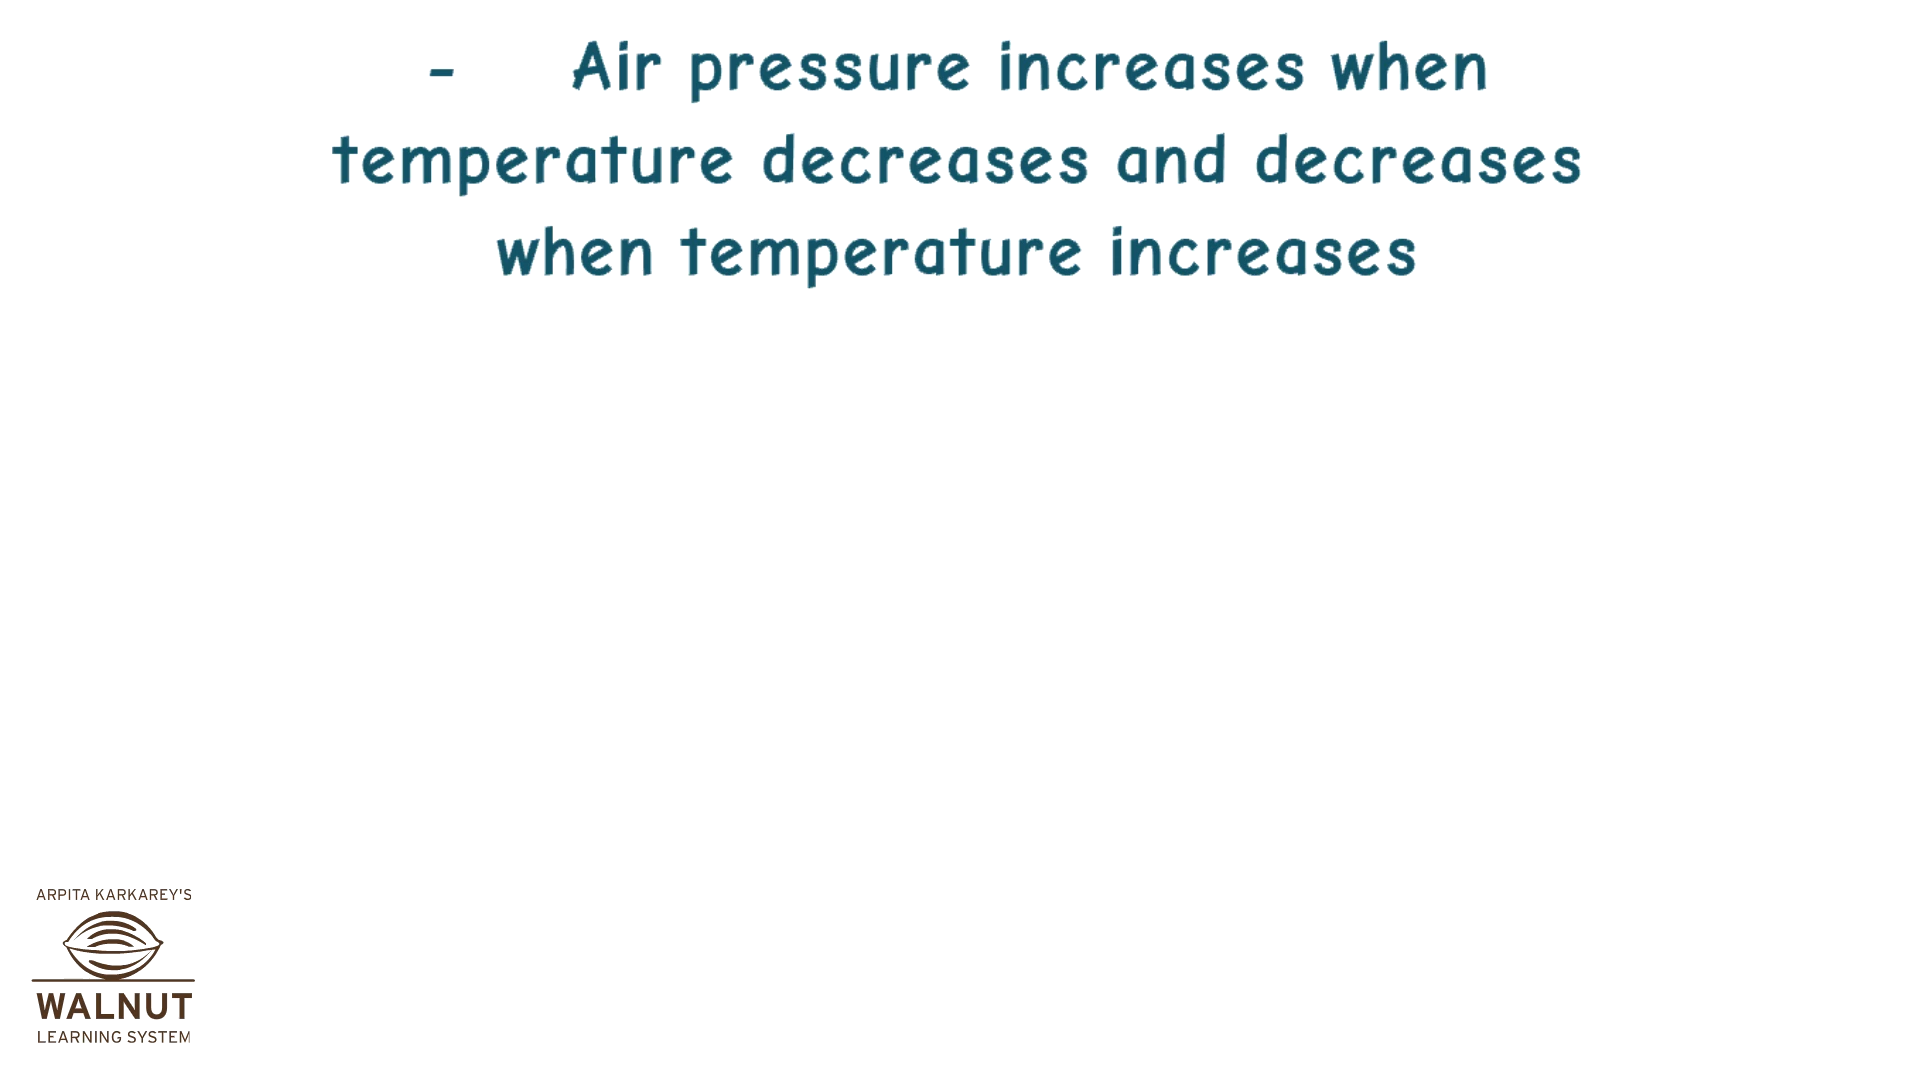 - Air pressure increases when
temperature decreases and decreases
when temperature increases
ARPITA KARKAREY'S
WALNUT
LEARNING SYSTEM